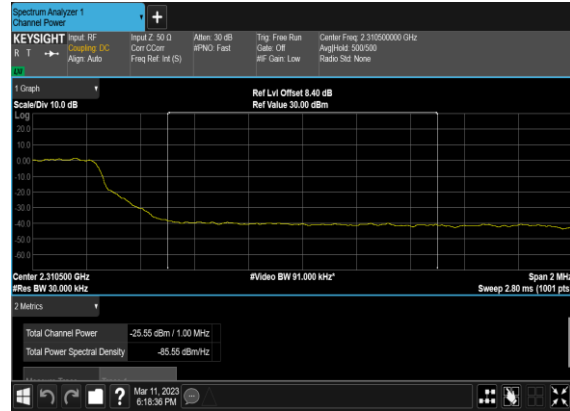 Spectrum Analyzer 1
Channel Power
+
KEYSIGHT Input: RF Input Z: 50 Ω Atten: 30 dB Trig: Free Run Center Freq: 2.310500000 GHz
R T Coupling: DC Corr CCorr #PNO: Fast Gate: Off Avg|Hold: 500/500
Align: Auto Freq Ref: Int (S) #IF Gain: Low Radio Std: None
1 Graph
Ref Lvl Offset 8.40 dB
Scale/Div 10.0 dB Ref Value 30.00 dBm
Log
20.0
10.0
0.00
-10.0
-20.0
-30.0
-40.0
-50.0
-60.0
Center 2.310500 GHz #Video BW 91.000 kHz* Span 2 MHz
#Res BW 30.000 kHz Sweep 2.80 ms (1001 pts
2 Metrics
Total Channel Power -25.55 dBm / 1.00 MHz
Total Power Spectral Density -85.55 dBm/Hz
?
Mar 11, 2023
6:18:36 PM